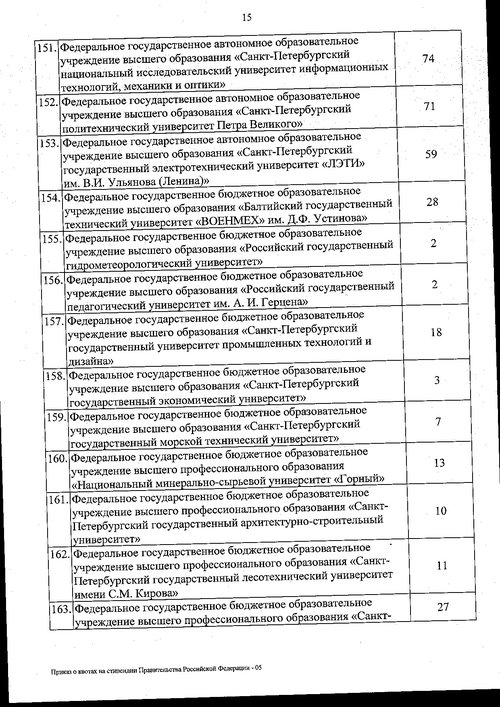 15
151. Федеральное государственное автономное образовательное
учреждение высшего образования «Санкт-Петербургский
национальный исследовательский университет информационных
технологий, механики и оптики»
74
152. Федеральное государственное автономное образовательное
учреждение высшего образования «Санкт-Петербургский
политехнический университет Петра Великого»
71
153. Федеральное государственное автономное образовательное
учреждение высшего образования «Санкт-Петербургский
государственный электротехнический университет «ЛЭТИ»
им. В.И. Ульянова (Ленина)»
59
154. Федеральное государственное бюджетное образовательное
учреждение высшего образования «Балтийский государственный
технический университет «ВОЕНМЕХ» им. Д.Ф. Устинова»
28
155. Федеральное государственное бюджетное образовательное
учреждение высшего образования «Российский государственный
гидрометеорологический университет»
2
156. Федеральное государственное бюджетное образовательное
учреждение высшего образования «Российский государственный
педагогический университет им. А. И. Герцена»
2
157. Федеральное государственное бюджетное образовательное
учреждение высшего образования «Санкт-Петербургский
государственный университет промышленных технологий и
дизайна»
18
158. Федеральное государственное бюджетное образовательное
учреждение высшего образования «Санкт-Петербургский
государственный экономический университет»
3
159. Федеральное государственное бюджетное образовательное
учреждение высшего образования «Санкт-Петербургский
государственный морской технический университет»
7
160. Федеральное государственное бюджетное образовательное
учреждение высшего профессионального образования
«Национальный минерально-сырьевой университет «Горный»
13
161. Федеральное государственное бюджетное образовательное
учреждение высшего профессионального образования «Санкт-
Петербургский государственный архитектурно-строительный
университет»
10
162. Федеральное государственное бюджетное образовательное
учреждение высшего профессионального образования «Санкт-
Петербургский государственный лесотехнический университет
имени С.М. Кирова»
11
163. Федеральное государственное бюджетное образовательное
учреждение высшего профессионального образования «Санкт-
27
Приказ о квотах на стипендии Правительства Российской Федерации - 05